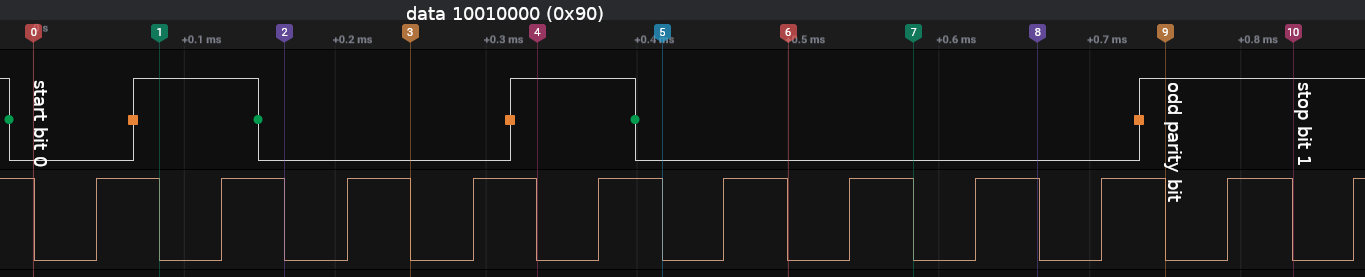 data 10010000 (0x90)
0 s 1 +0.1 ms 2 +0.2 ms 3 +0.3 ms 4 +0.4 ms 5 6 +0.5 ms 7 +0.6 ms 8 +0.7 ms 9 +0.8 ms 10
start bit 0
odd parity bit
stop bit 1